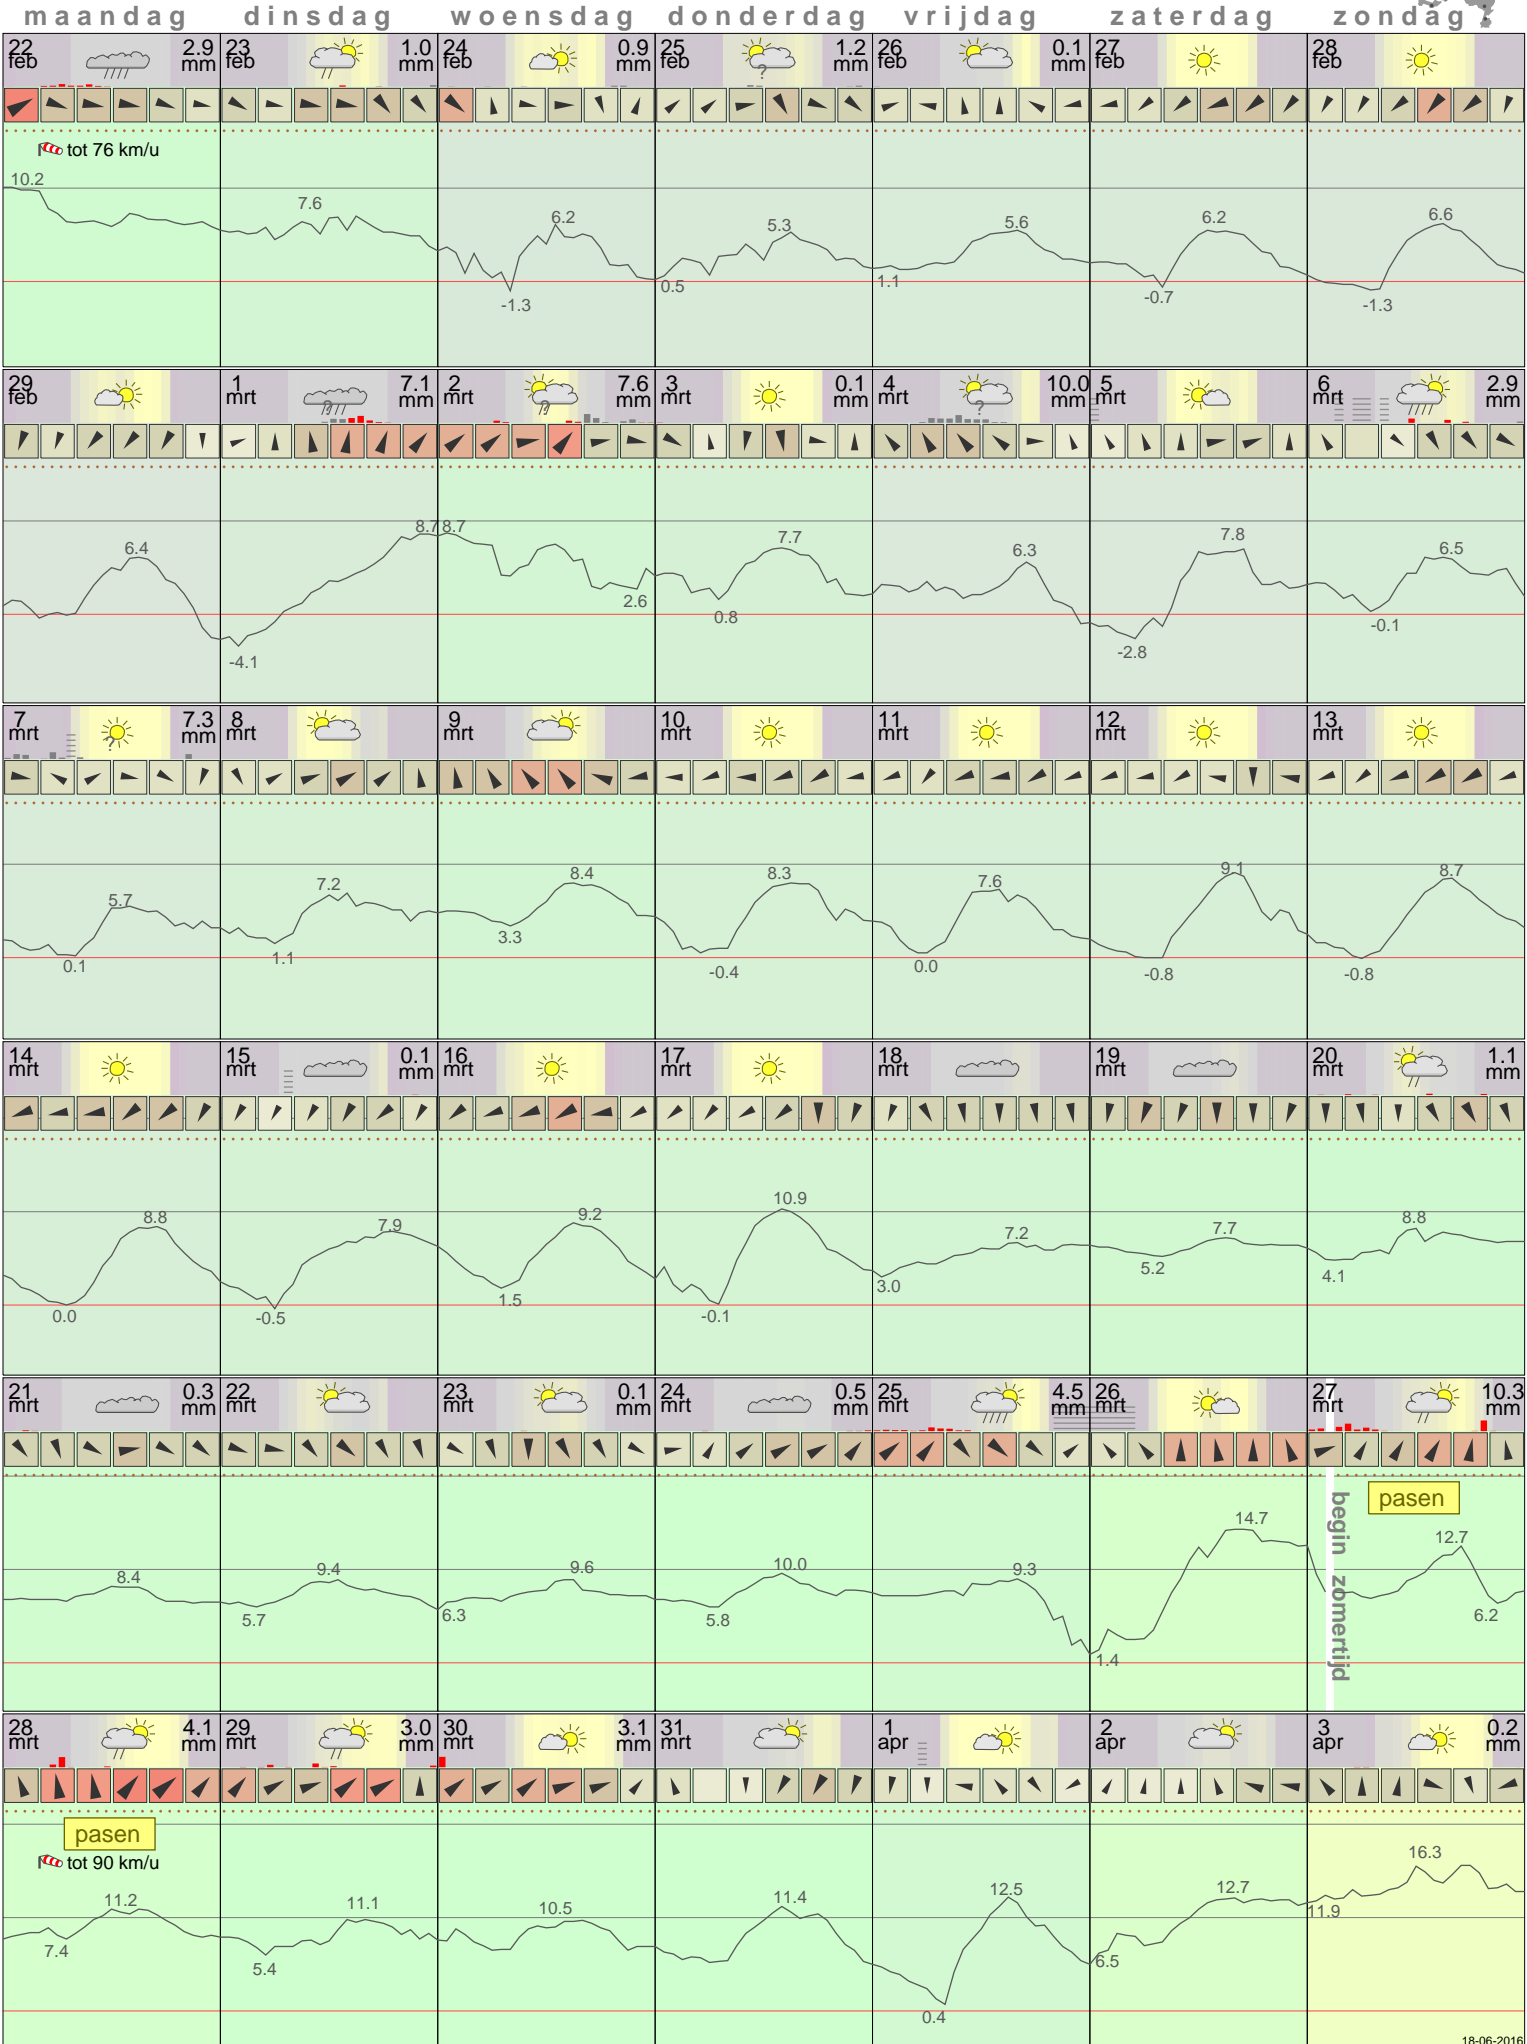 maandag dinsdag woensdag donderdag vrijdag zaterdag zondag
22 feb 2.9 mm 23 feb 1.0 mm 24 feb 0.9 mm 25 feb ? 1.2 mm 26 feb 0.1 mm 27 feb 28 feb
tot 76 km/u
10.2 7.6 6.2 5.3 5.6 6.2 6.6
-1.3 0.5 1.1 -0.7 -1.3
29 feb 1 mrt ? 7.1 mm 2 mrt ? 7.6 mm 3 mrt 0.1 mm 4 mrt ? 10.0 mm 5 mrt 6 mrt 2.9 mm
6.4 8.7 8.7 7.7 6.3 7.8 6.5
-4.1 2.6 0.8 -2.8 -0.1
7 mrt ? 7.3 mm 8 mrt 9 mrt 10 mrt 11 mrt 12 mrt 13 mrt
5.7 7.2 8.4 8.3 7.6 9.1 8.7
0.1 1.1 3.3 -0.4 0.0 -0.8 -0.8
14 mrt 15 mrt 0.1 mm 16 mrt 17 mrt 18 mrt 19 mrt 20 mrt 1.1 mm
8.8 7.9 9.2 10.9 7.2 7.7 8.8
0.0 -0.5 1.5 -0.1 3.0 5.2 4.1
21 mrt 0.3 mm 22 mrt 23 mrt 0.1 mm 24 mrt 0.5 mm 25 mrt 4.5 mm 26 mrt 27 mrt 10.3 mm
pasen
begin zomertijd
8.4 9.4 9.6 10.0 9.3 14.7 12.7
5.7 6.3 5.8 1.4 6.2
28 mrt 4.1 mm 29 mrt 3.0 mm 30 mrt 3.1 mm 31 mrt 1 apr 2 apr 3 apr 0.2 mm
pasen
tot 90 km/u
11.2 11.1 10.5 11.4 12.5 12.7 16.3
7.4 5.4 0.4 6.5 11.9
18-06-2016